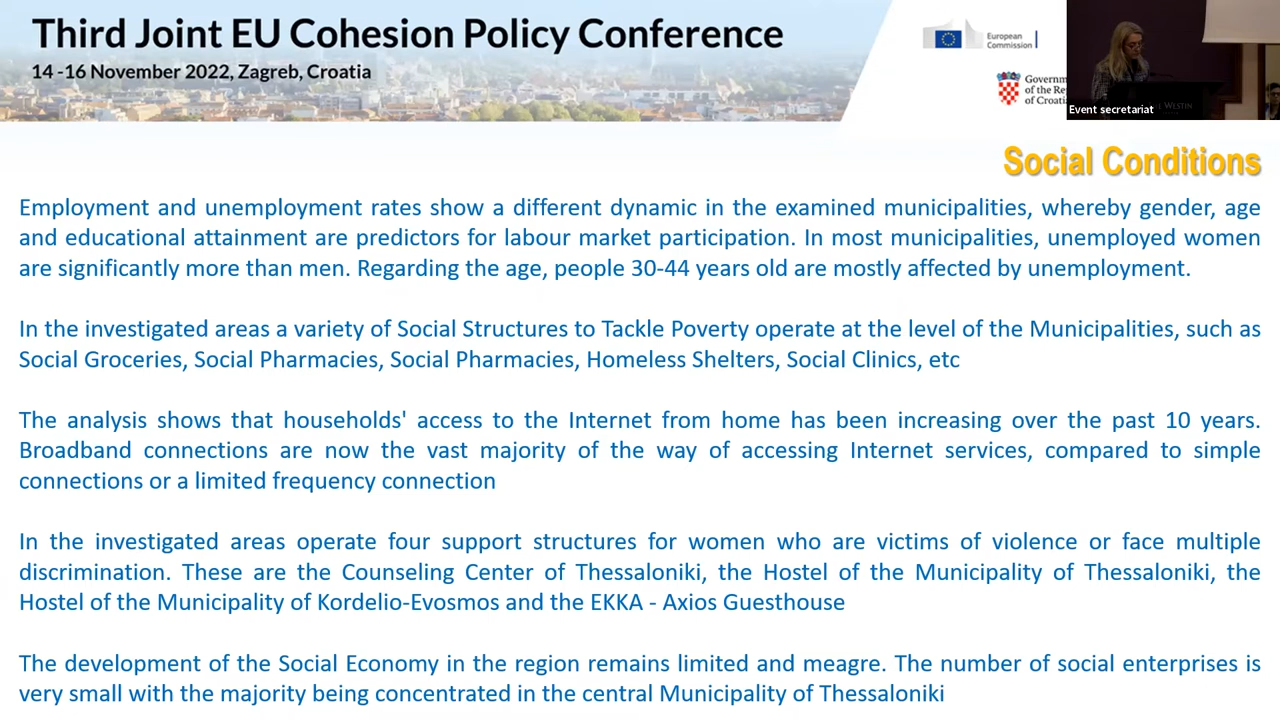 Third Joint EU Cohesion Policy Conference
14 -16 November 2022, Zagreb, Croatia
European
Commission
of the
of
Event secretariat
WESTIN
Social Conditions
Employment and unemployment rates show a different dynamic in the examined municipalities, whereby gender, age
and educational attainment are predictors for labour market participation. In most municipalities, unemployed women
are significantly more than men. Regarding the age, people 30-44 years old are mostly affected by unemployment.
In the investigated areas a variety of Social Structures to Tackle Poverty operate at the level of the Municipalities, such as
Social Groceries, Social Pharmacies, Social Pharmacies, Homeless Shelters, Social Clinics, etc
The analysis shows that households' access to the Internet from home has been increasing over the past 10 years.
Broadband connections are now the vast majority of the way of accessing Internet services, compared to simple
connections or a limited frequency connection
In the investigated areas operate four support structures for women who are victims of violence or face multiple
discrimination. These are the Counseling Center of Thessaloniki, the Hostel of the Municipality of Thessaloniki, the
Hostel of the Municipality of Kordelio-Evosmos and the EKKA - Axios Guesthouse
The development of the Social Economy in the region remains limited and meagre. The number of social enterprises is
very small with the majority being concentrated in the central Municipality of Thessaloniki